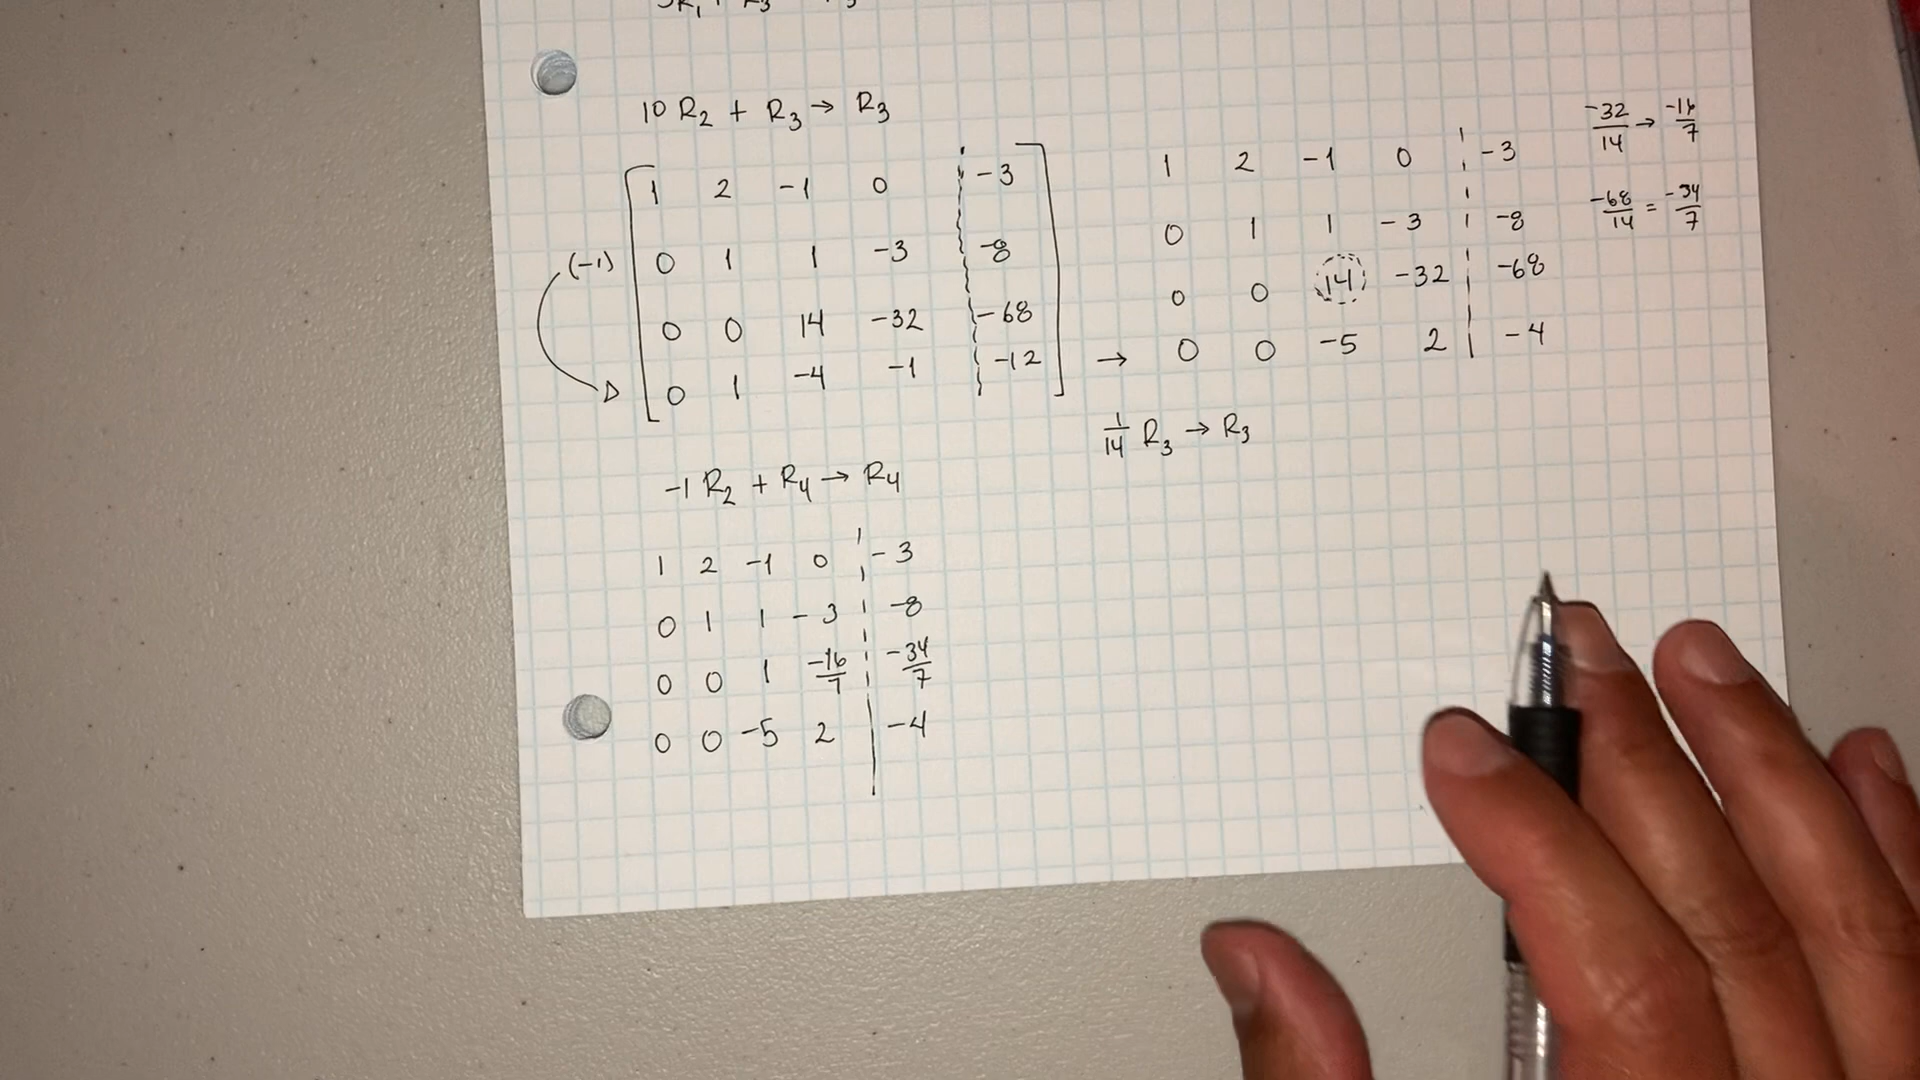 10 R2 + R3 → R3
1 2 -1 0 -3
(-1) 0 1 1 -3 -8
0 0 14 -32 -68
0 1 -4 -1 -12
-1 R2 + R4 → R4
1 2 -1 0 -3
0 1 1 -3 -8
0 0 1 -16/7 -34/7
0 0 -5 2 -4
1 2 -1 0 -3
0 1 1 -3 -8
0 0 14 -32 -68
→ 0 0 -5 2 -4
1/14 R3 → R3
-32/14 → -16/7
-68/14 = -34/7